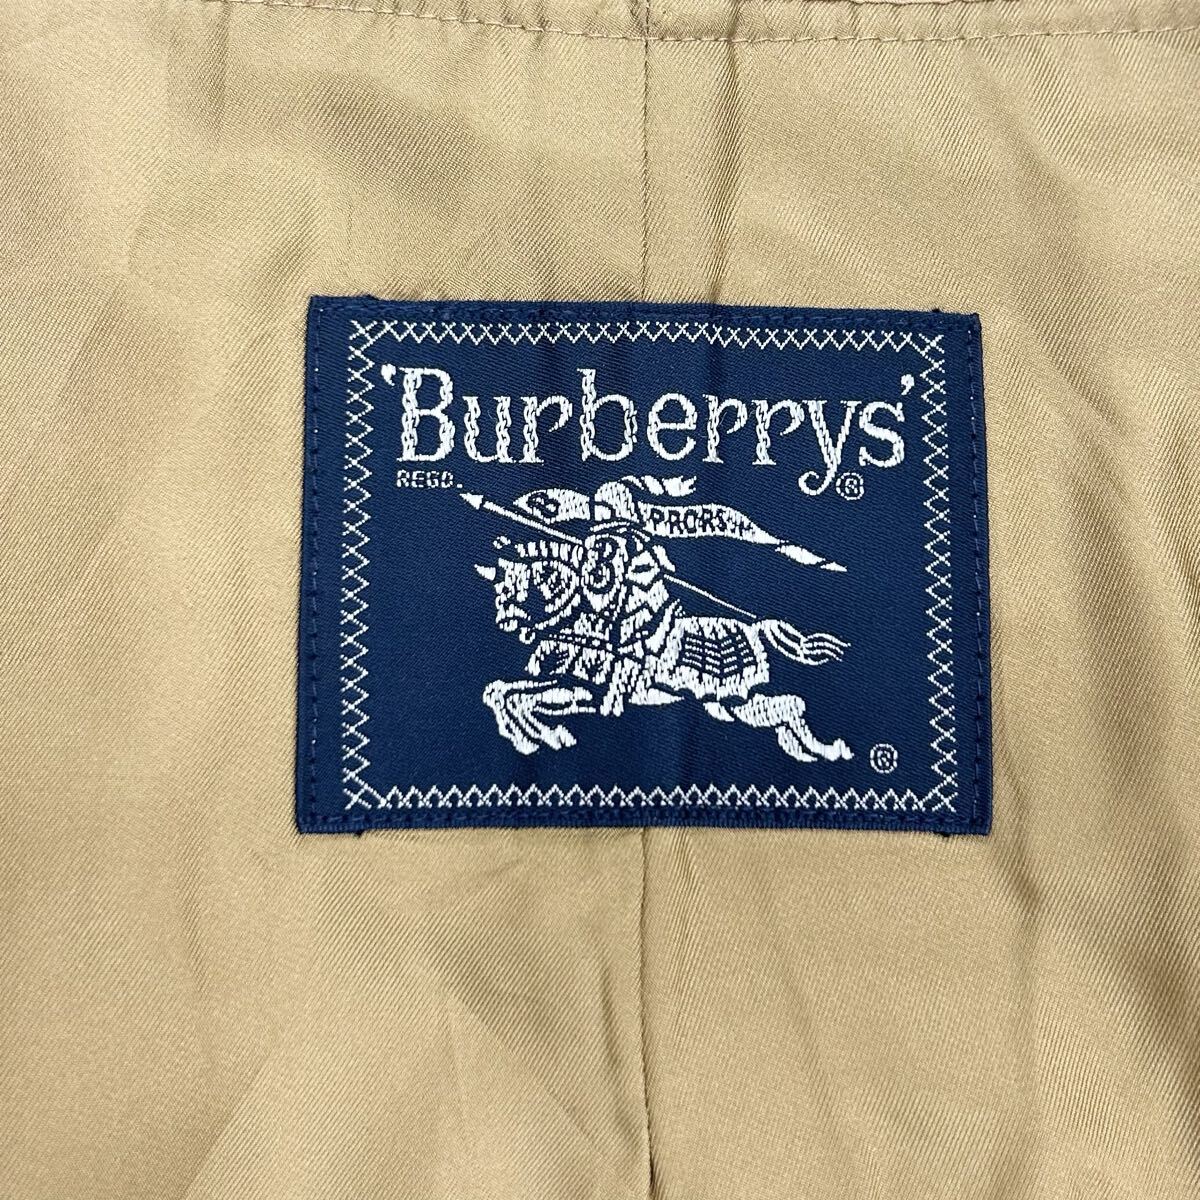 'Burberrys'
REGD. ®
PRORSUM
®